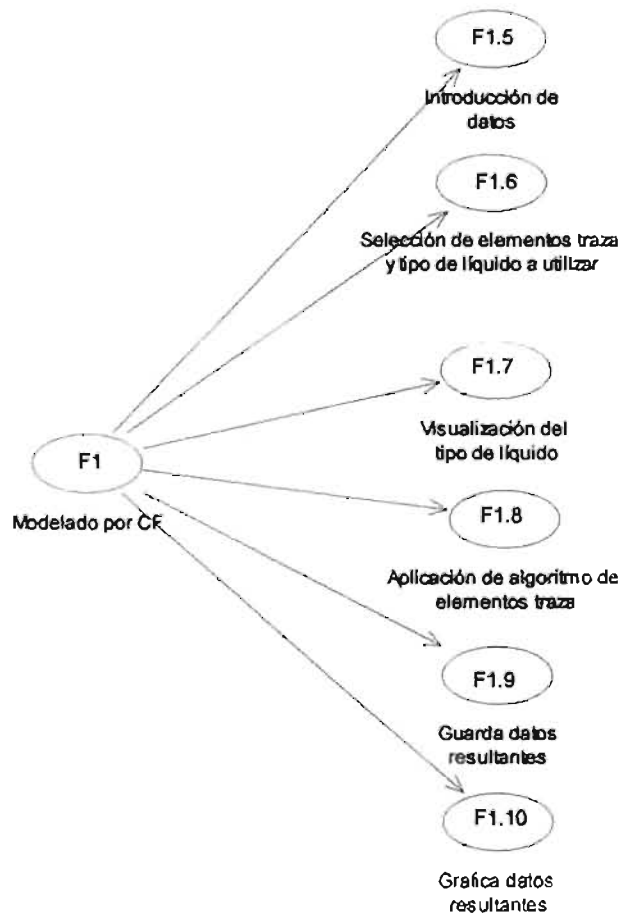 F1.5
Introducción de
datos
F1.6
Selección de elementos traza
y tipo de líquido a utilizar
F1.7
Visualización del
tipo de líquido
F1
Modelado por CF
F1.8
Aplicación de algoritmo de
elementos traza
F1.9
Guarda datos
resultantes
F1.10
Grafica datos
resultantes